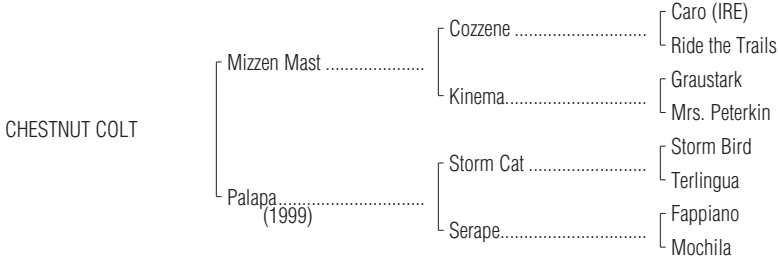 Caro (IRE)
Cozzene ..............................
Ride the Trails
Mizzen Mast ......................
Graustark
Kinema................................
Mrs. Peterkin
CHESTNUT COLT
Storm Bird
Storm Cat ...........................
Terlingua
Palapa.................................
(1999)
Fappiano
Serape.................................
Mochila